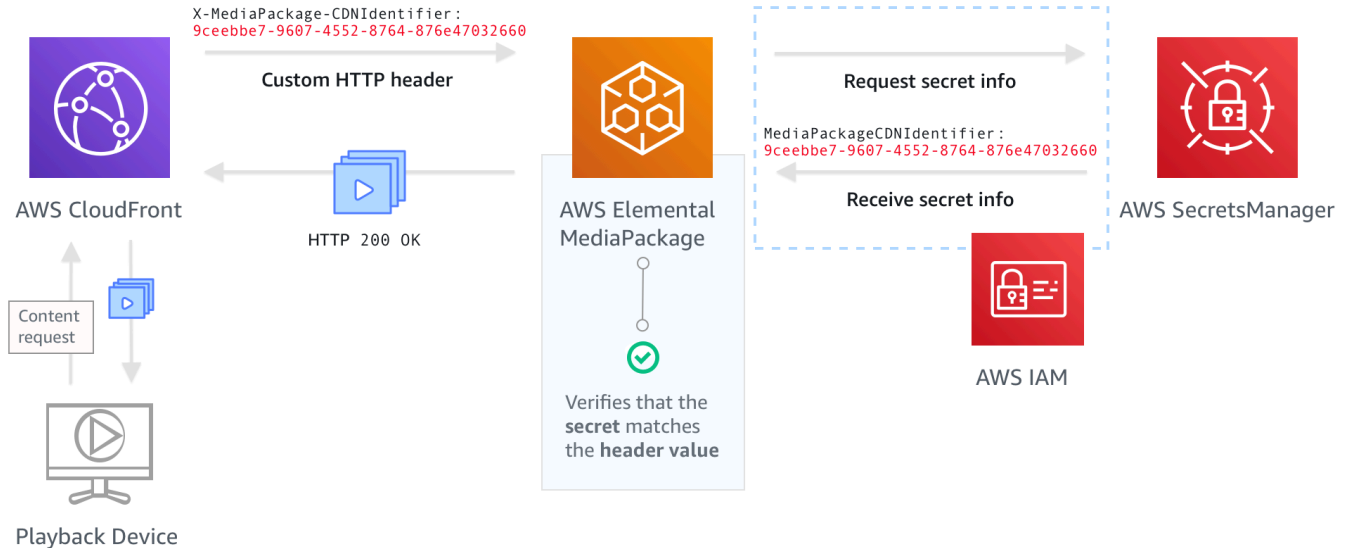 X-MediaPackage-CDNIdentifier:
9ceebbe7-9607-4552-8764-876e47032660
Custom HTTP header
Request secret info
MediaPackageCDNIdentifier:
9ceebbe7-9607-4552-8764-876e47032660
Receive secret info
AWS CloudFront
HTTP 200 OK
AWS Elemental
MediaPackage
AWS SecretsManager
Content
request
AWS IAM
Verifies that the
secret matches
the header value
Playback Device